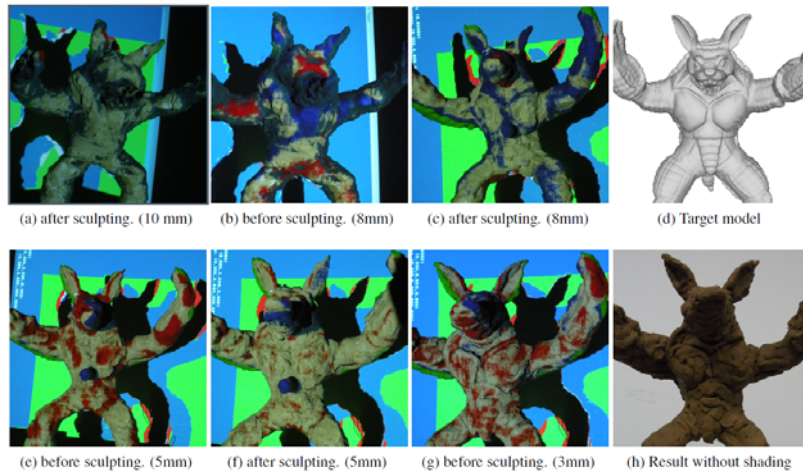 (a) after sculpting. (10 mm)
(b) before sculpting. (8mm)
(c) after sculpting. (8mm)
(d) Target model
(e) before sculpting. (5mm)
(f) after sculpting. (5mm)
(g) before sculpting. (3mm)
(h) Result without shading